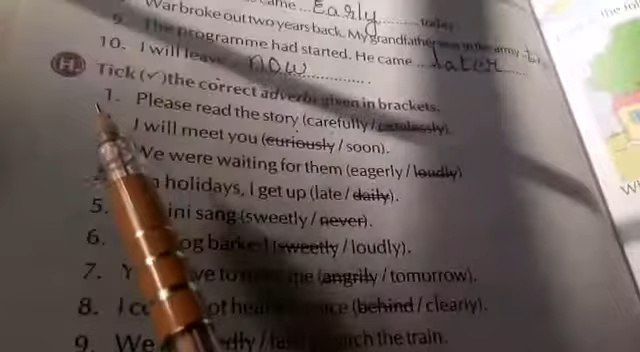 Early today
War broke out two years back. My grandfather was in the army
9. The programme had started. He came later
10. I will leave now
H Tick (✓) the correct adverbs given in brackets.
1. Please read the story (carefully / carelessly).
I will meet you (curiously / soon).
We were waiting for them (eagerly / loudly)
holidays, I get up (late / daily).
5. ini sang (sweetly / never).
6. og barked (sweetly / loudly).
7. Y ve to me (angrily / tomorrow).
8. I (behind / clearly).
9. We the train.